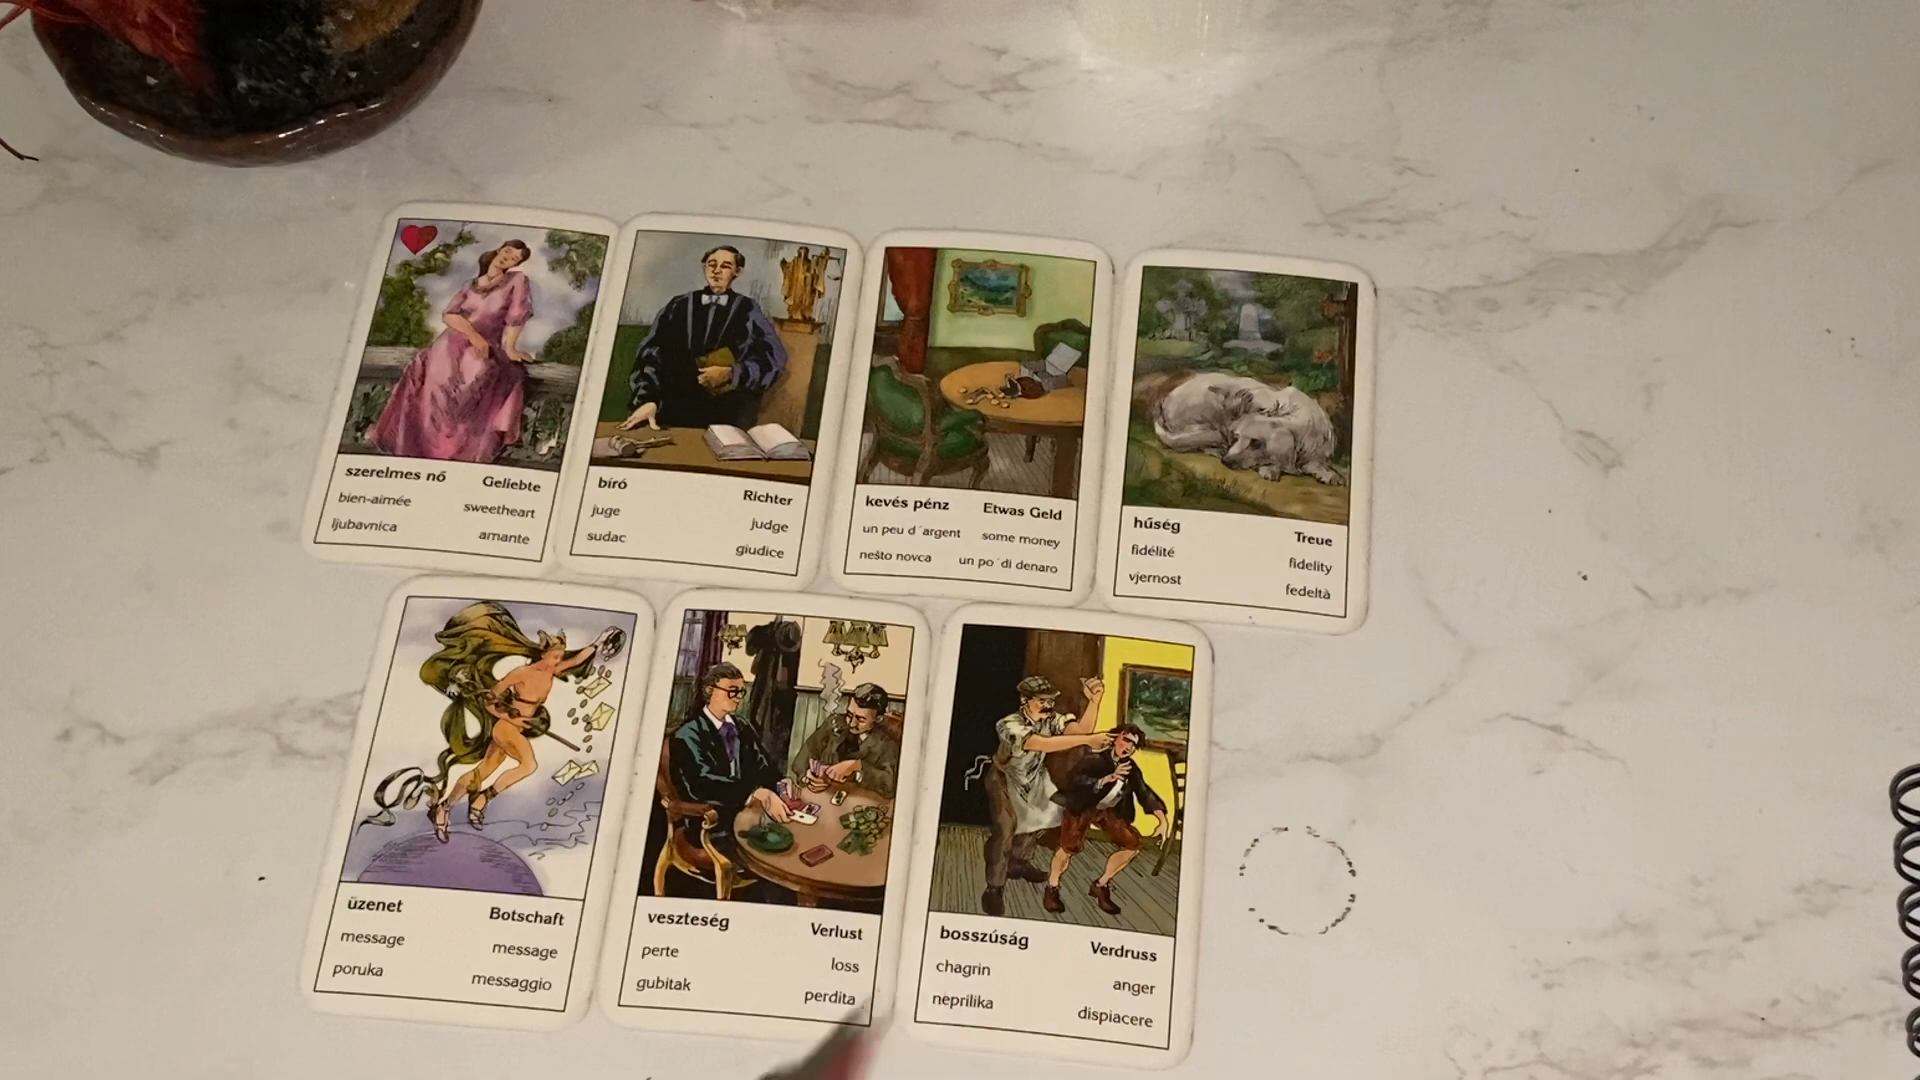 szerelmes nő Geliebte
bien-aimée sweetheart
ljubavnica amante
bíró Richter
juge judge
sudac giudice
kevés pénz Etwas Geld
un peu d´argent some money
nešto novca un po´di denaro
hűség Treue
fidélité fidelity
vjernost fedeltà
üzenet Botschaft
message message
poruka messaggio
veszteség Verlust
perte loss
gubitak perdita
bosszúság Verdruss
chagrin anger
neprilika dispiacere